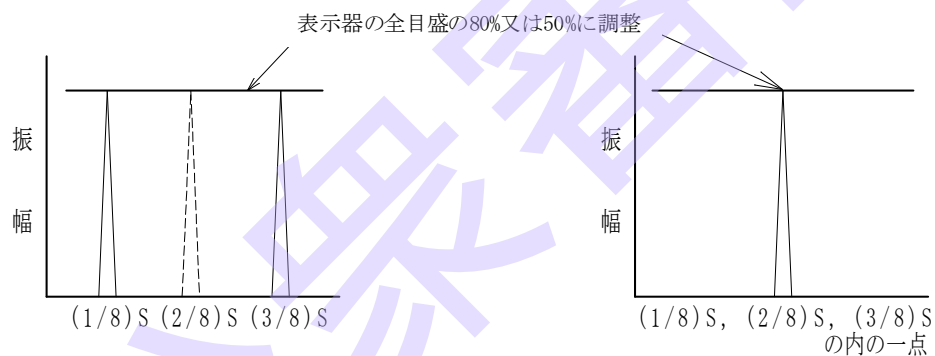 表示器の全目盛の80%又は50%に調整
振
幅
(1/8)S (2/8)S (3/8)S
振
幅
(1/8)S, (2/8)S, (3/8)S
の内の一点